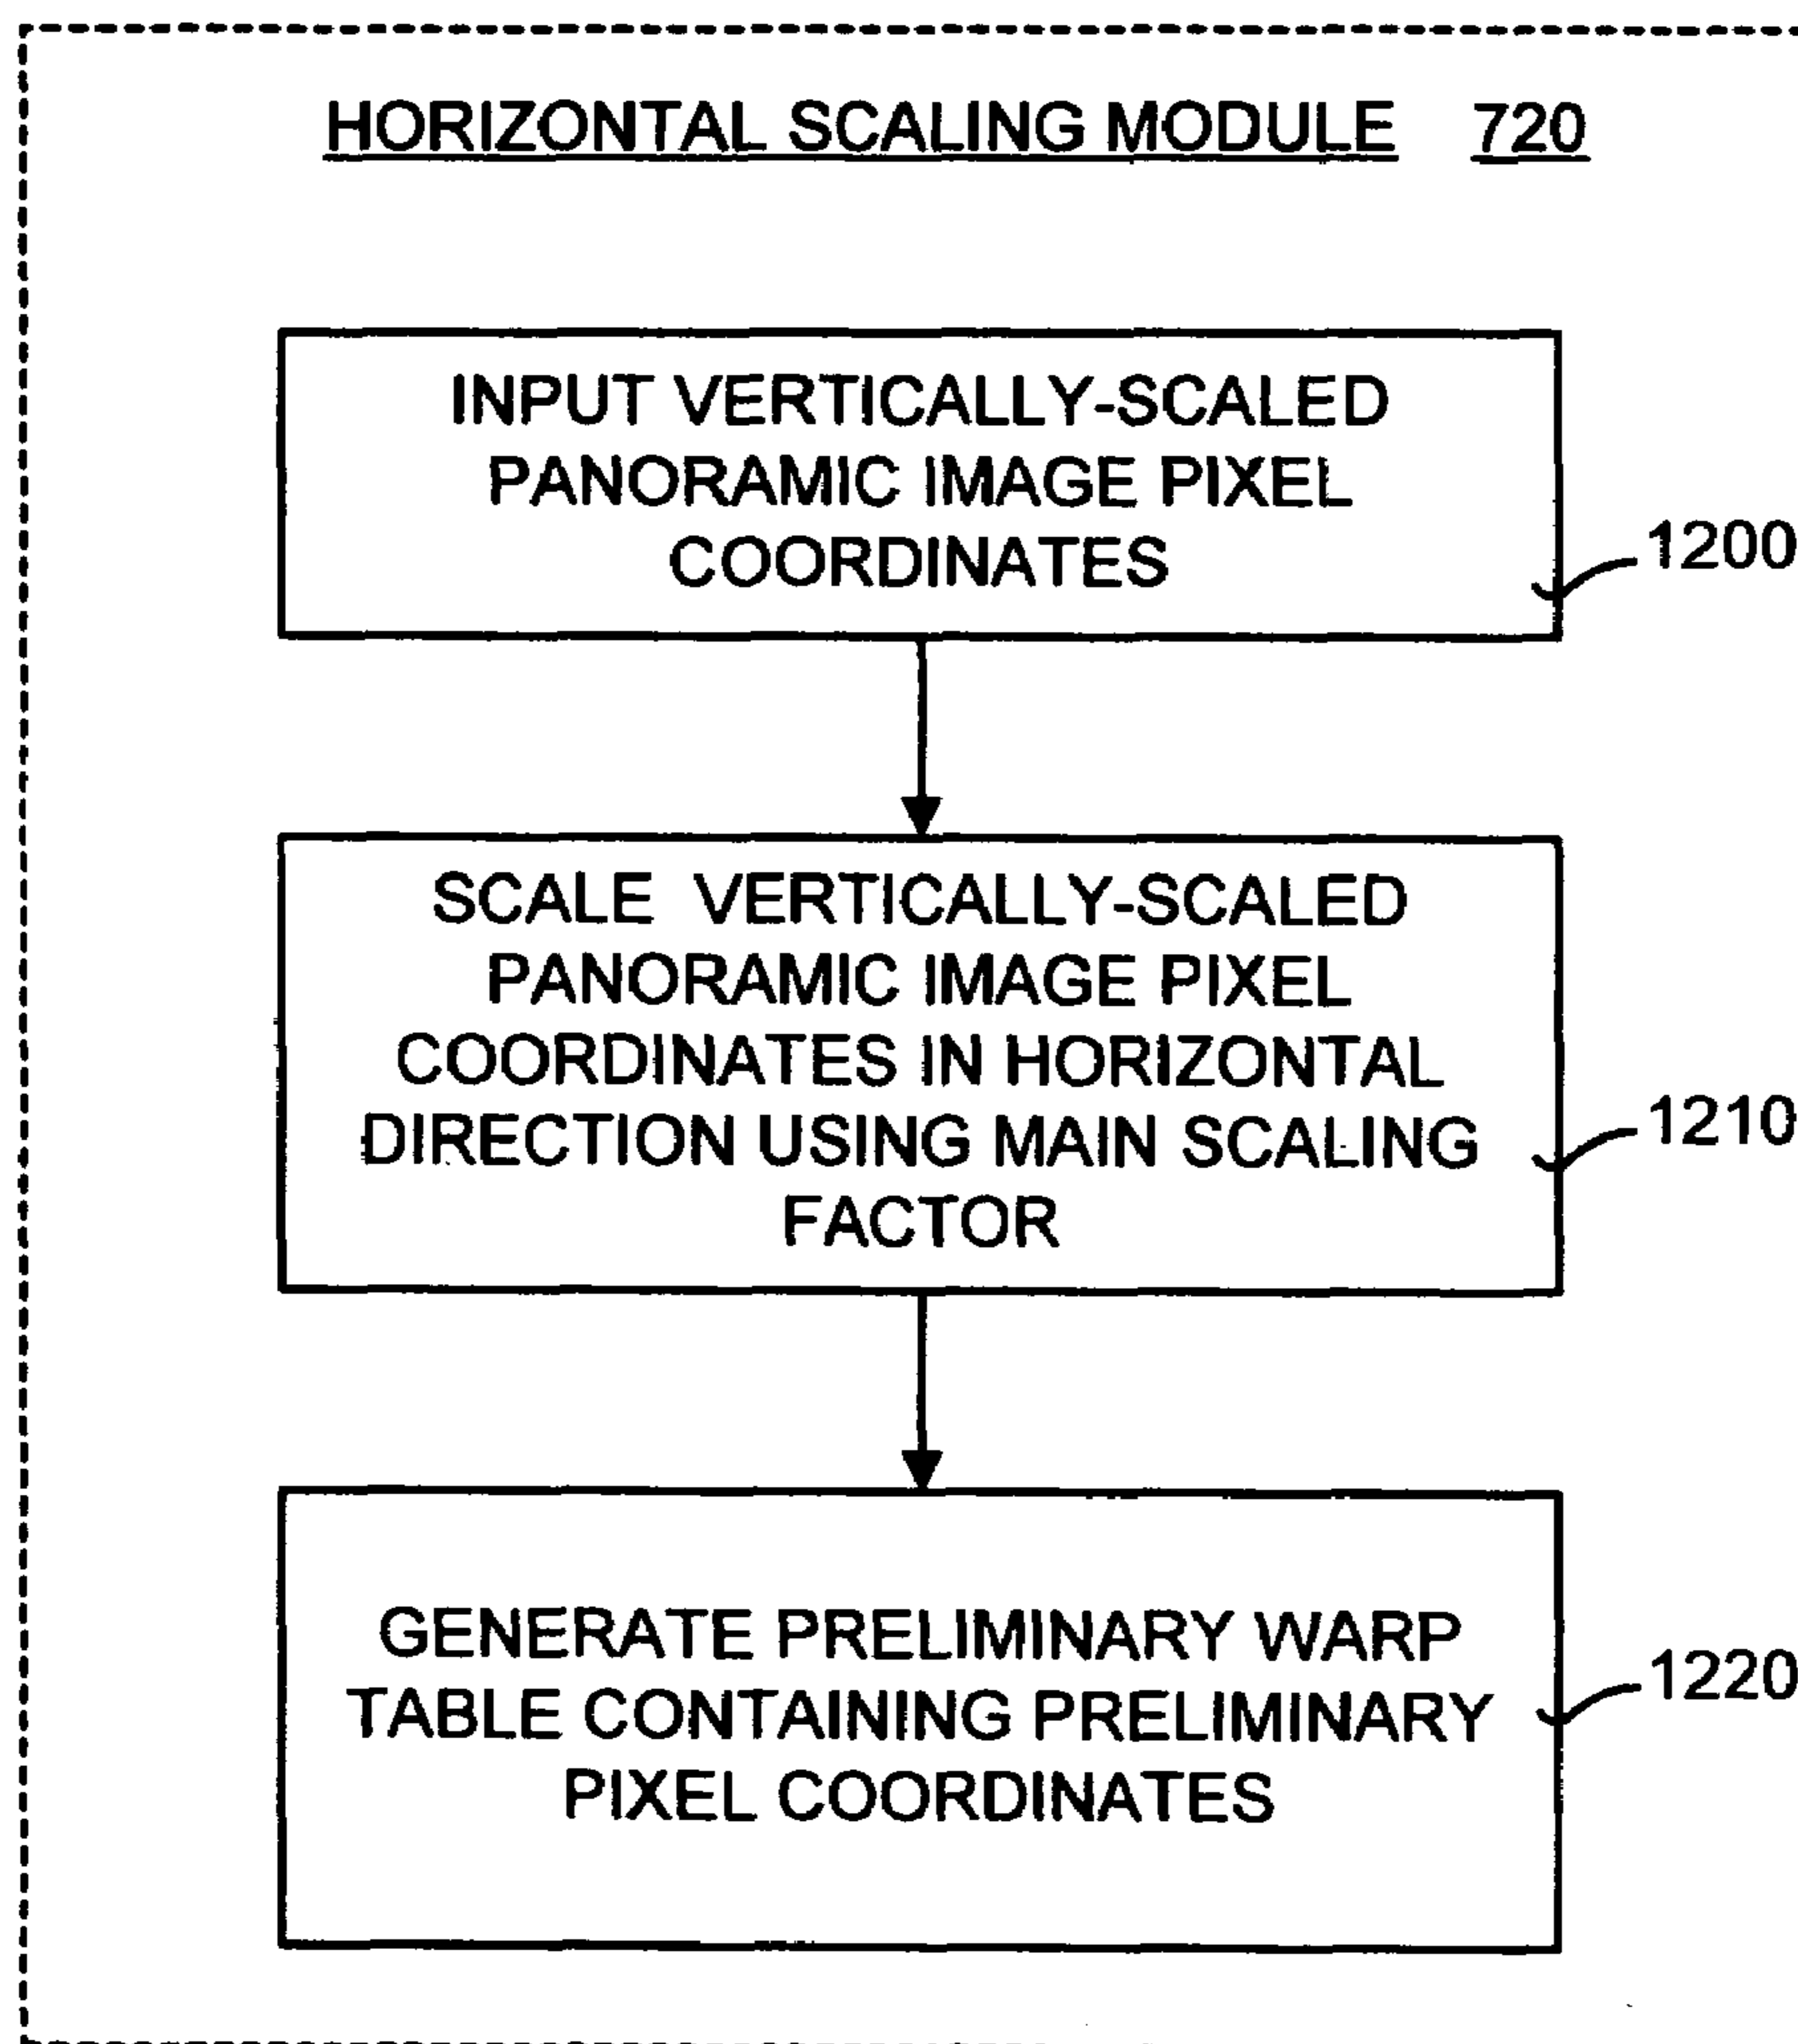 HORIZONTAL SCALING MODULE 720
INPUT VERTICALLY-SCALED
PANORAMIC IMAGE PIXEL
COORDINATES
1200
SCALE VERTICALLY-SCALED
PANORAMIC IMAGE PIXEL
COORDINATES IN HORIZONTAL
DIRECTION USING MAIN SCALING
FACTOR
1210
GENERATE PRELIMINARY WARP
TABLE CONTAINING PRELIMINARY
PIXEL COORDINATES
1220